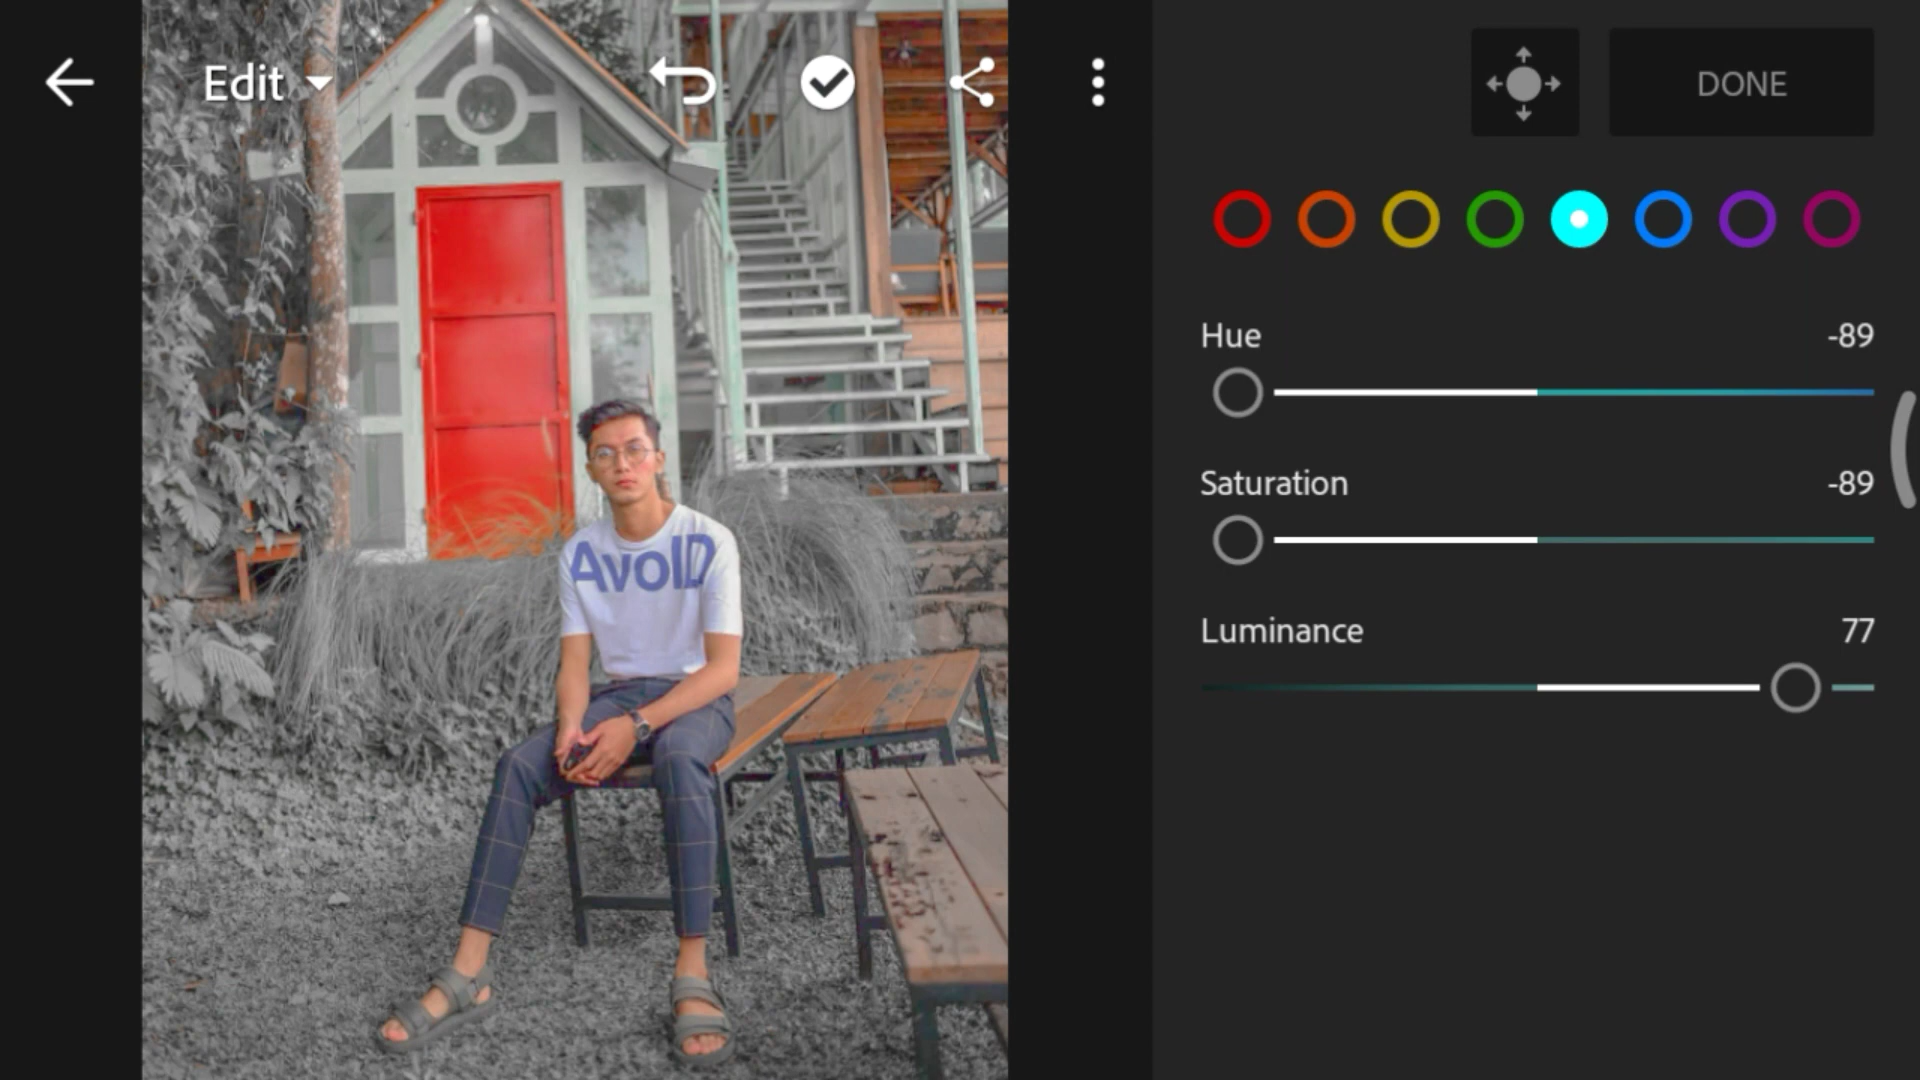 Edit
DONE
Hue -89
Saturation -89
Luminance 77
AvoID